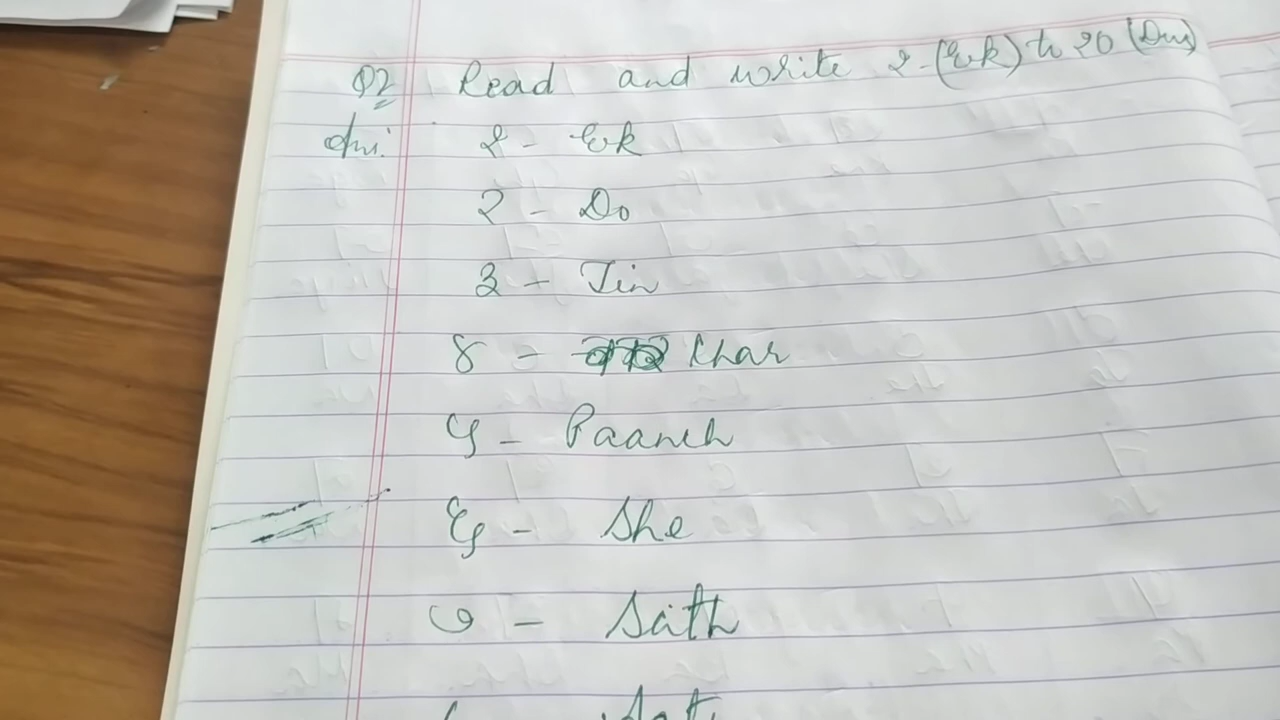 Q2 Read and write १-(Ek) to १० (Das)
Ans. १ - Ek
२ - Do
३ - Tin
४ - Char
५ - Paanch
६ - She
७ - Sath